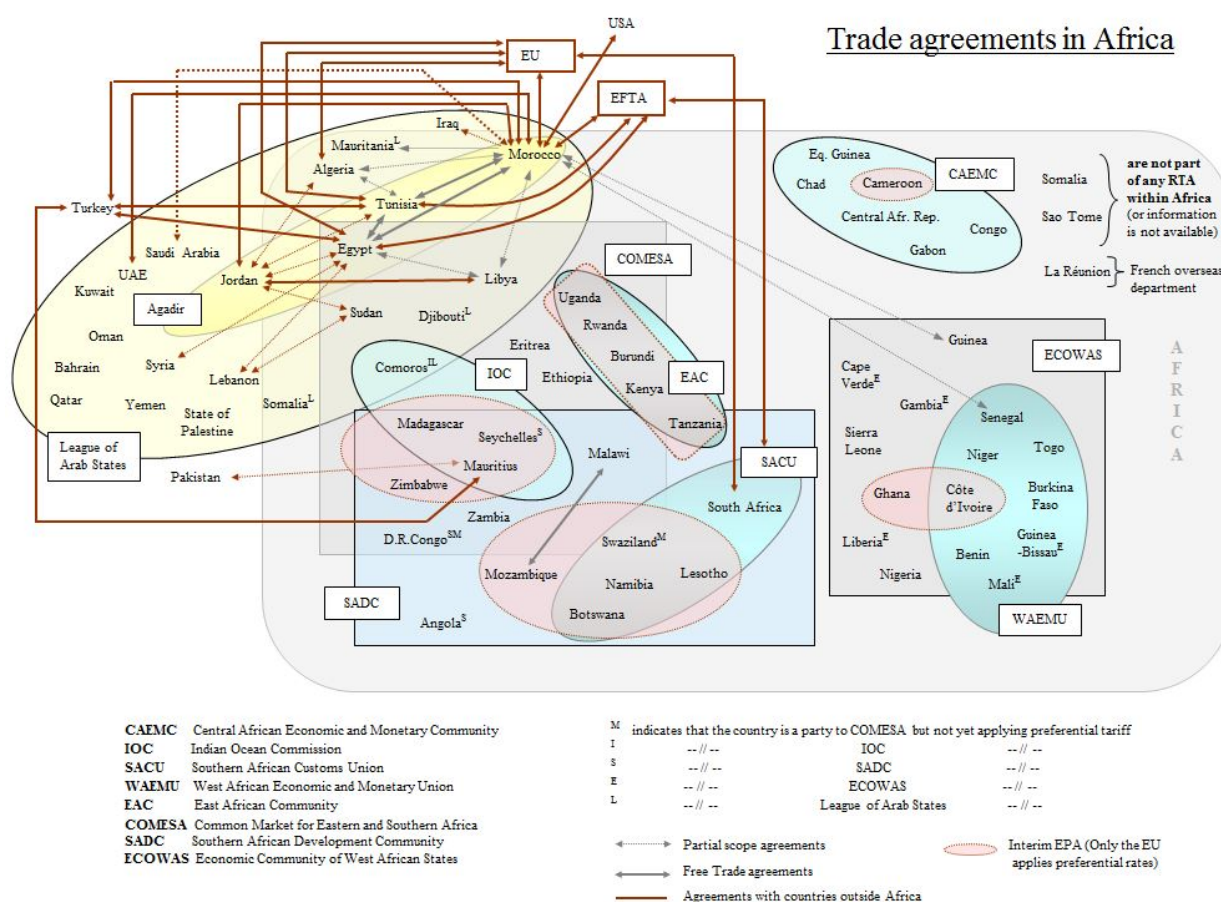 USA
Trade agreements in Africa
EU
EFTA
Iraq
Mauritania^L
Morocco
Algeria
Tunisia
Turkey
Egypt
Saudi Arabia
UAE
Jordan
Libya
Kuwait
Agadir
Oman
Sudan
Djibouti^L
Bahrain
Syria
Lebanon
Qatar
Yemen
State of
Palestine
Somalia^L
League of
Arab States
Pakistan
Eq. Guinea
Chad
Cameroon
CAEMC
Central Afr. Rep.
Congo
Gabon
Somalia
Sao Tome
are not part
of any RTA
within Africa
(or information
is not available)
La Réunion
French overseas
department
COMESA
Uganda
Rwanda
Burundi
Kenya
EAC
Tanzania
Eritrea
Ethiopia
Comoros^IL
IOC
Madagascar
Seychelles^S
Mauritius
Zimbabwe
Malawi
SACU
South Africa
Zambia
D.R.Congo^SM
Swaziland^M
Mozambique
Lesotho
Namibia
Botswana
SADC
Angola^S
Guinea
ECOWAS
Cape
Verde^E
Gambia^E
Senegal
Sierra
Leone
Niger
Togo
Ghana
Côte
d'Ivoire
Burkina
Faso
Liberia^E
Guinea
-Bissau^E
Benin
Nigeria
Mali^E
WAEMU
AFRICA
CAEMC Central African Economic and Monetary Community
IOC Indian Ocean Commission
SACU Southern African Customs Union
WAEMU West African Economic and Monetary Union
EAC East African Community
COMESA Common Market for Eastern and Southern Africa
SADC Southern African Development Community
ECOWAS Economic Community of West African States
M indicates that the country is a party to COMESA but not yet applying preferential tariff
I -- // -- IOC -- // --
S -- // -- SADC -- // --
E -- // -- ECOWAS -- // --
L -- // -- League of Arab States -- // --
Partial scope agreements
Free Trade agreements
Agreements with countries outside Africa
Interim EPA (Only the EU
applies preferential rates)